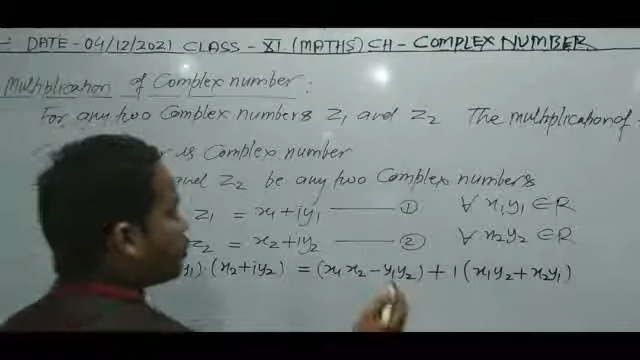 :- DATE - 04/12/2021 CLASS - XI (MATHS) CH - COMPLEX NUMBER
Multiplication of Complex number :
For any two Complex numbers Z1 and Z2 The multiplication of
is Complex number
and Z2 be any two Complex numbers
Z1 = x1 + iy1 ——— ① ∀ x1y1 ∈ R
Z2 = x2 + iy2 ——— ② ∀ x2y2 ∈ R
y1) · (x2 + iy2) = (x1 x2 - y1y2) + i (x1y2 + x2y1)